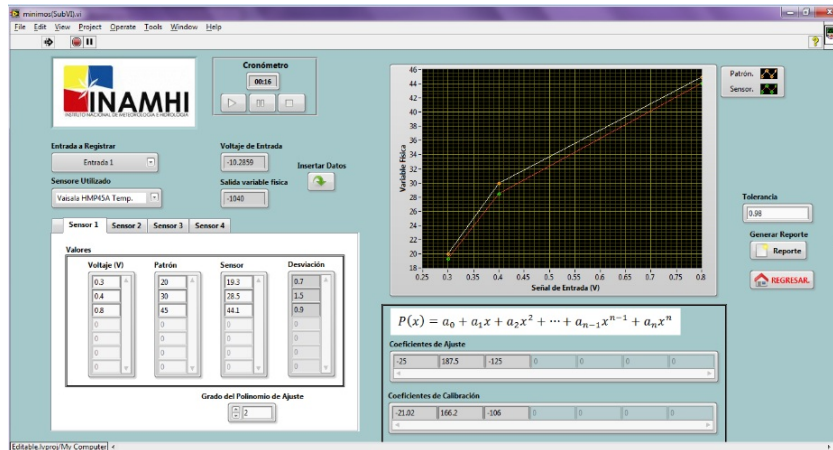 minimos(SubVI).vi
File Edit View Project Operate Tools Window Help
INAMHI
INSTITUTO NACIONAL DE METEOROLOGIA E HIDROLOGIA
Cronómetro
00:16
Entrada a Registrar
Entrada 1
Sensore Utilizado
Vaisala HMP45A Temp.
Voltaje de Entrada
-10.2859
Salida variable física
-1040
Insertar Datos
Sensor 1 Sensor 2 Sensor 3 Sensor 4
Valores
Voltaje (V) Patrón Sensor Desviación
0.3 20 19.3 0.7
0.4 30 28.5 1.5
0.8 45 44.1 0.9
0 0 0 0
0 0 0 0
0 0 0 0
Grado del Polinomio de Ajuste
2
Variable Física
46
44
42
40
38
36
34
32
30
28
26
24
22
20
18
0.25 0.3 0.35 0.4 0.45 0.5 0.55 0.6 0.65 0.7 0.75 0.8
Señal de Entrada (V)
Patrón.
Sensor.
Tolerancia
0.98
Generar Reporte
Reporte
REGRESAR.
P(x) = a₀ + a₁x + a₂x² + ⋯ + aₙ₋₁xⁿ⁻¹ + aₙxⁿ
Coeficientes de Ajuste
-25 187.5 -125 0 0 0 0
Coeficientes de Calibración
-21.02 166.2 -106 0 0 0 0
Editable.lvproj/My Computer